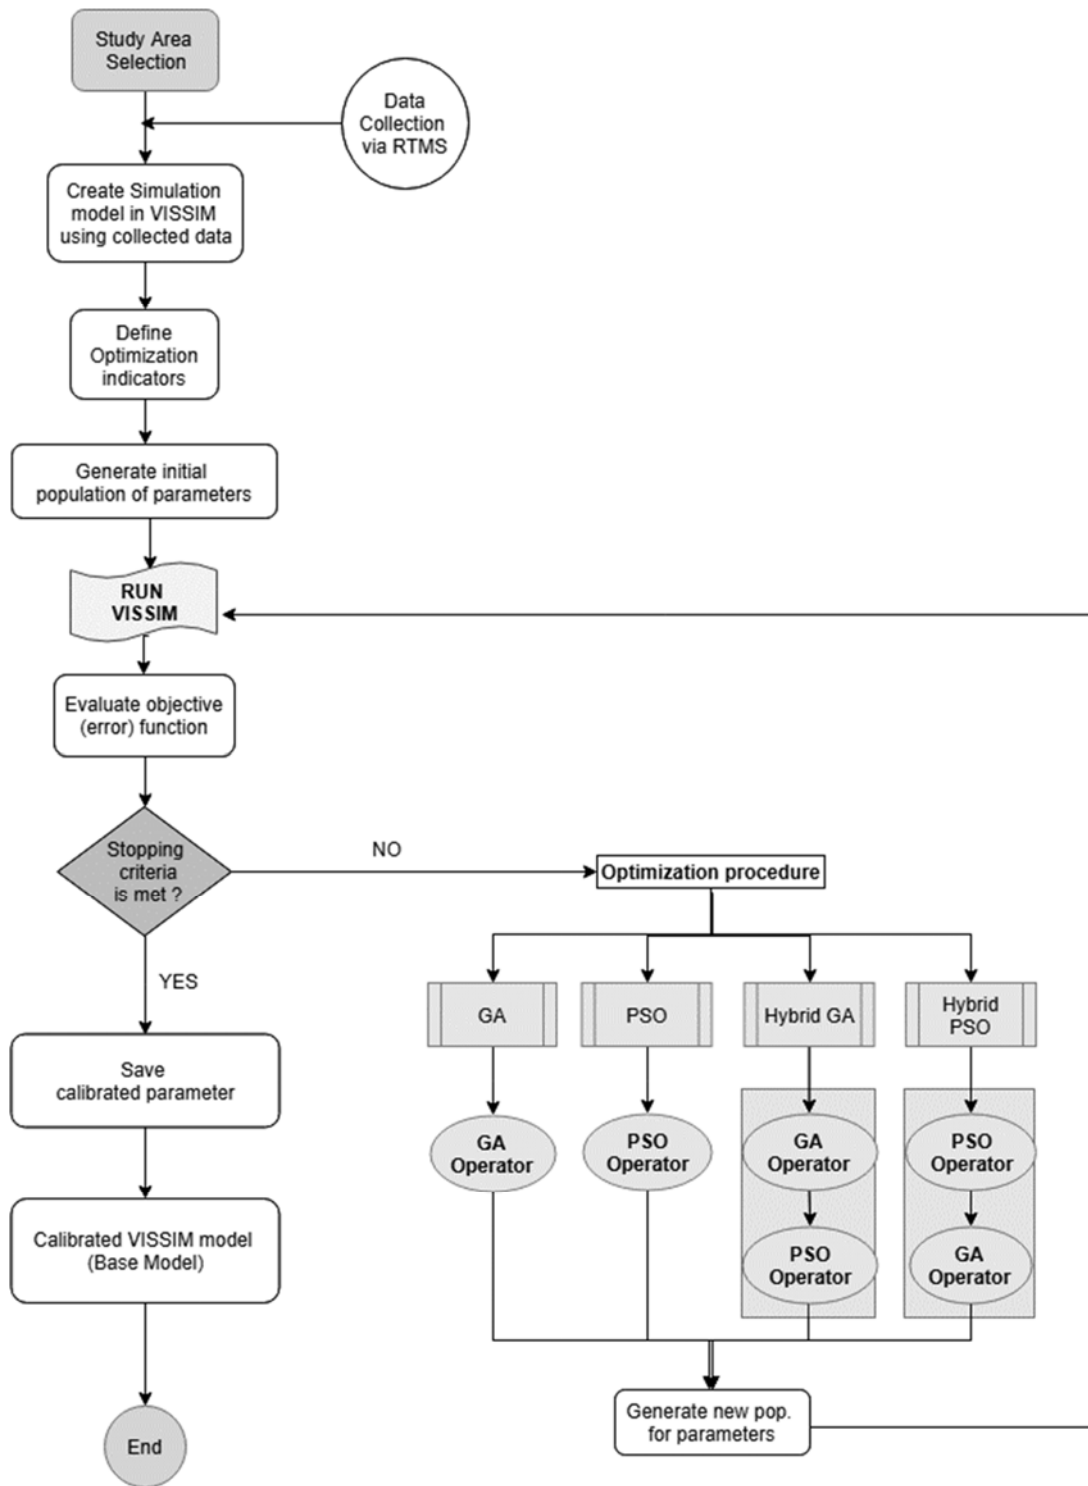 Study Area
Selection
Data
Collection
via RTMS
Create Simulation
model in VISSIM
using collected data
Define
Optimization
indicators
Generate initial
population of parameters
RUN
VISSIM
Evaluate objective
(error) function
Stopping
criteria
is met ?
NO
Optimization procedure
YES
GA
PSO
Hybrid GA
Hybrid
PSO
Save
calibrated parameter
GA
Operator
PSO
Operator
GA
Operator
PSO
Operator
PSO
Operator
GA
Operator
Calibrated VISSIM model
(Base Model)
Generate new pop.
for parameters
End